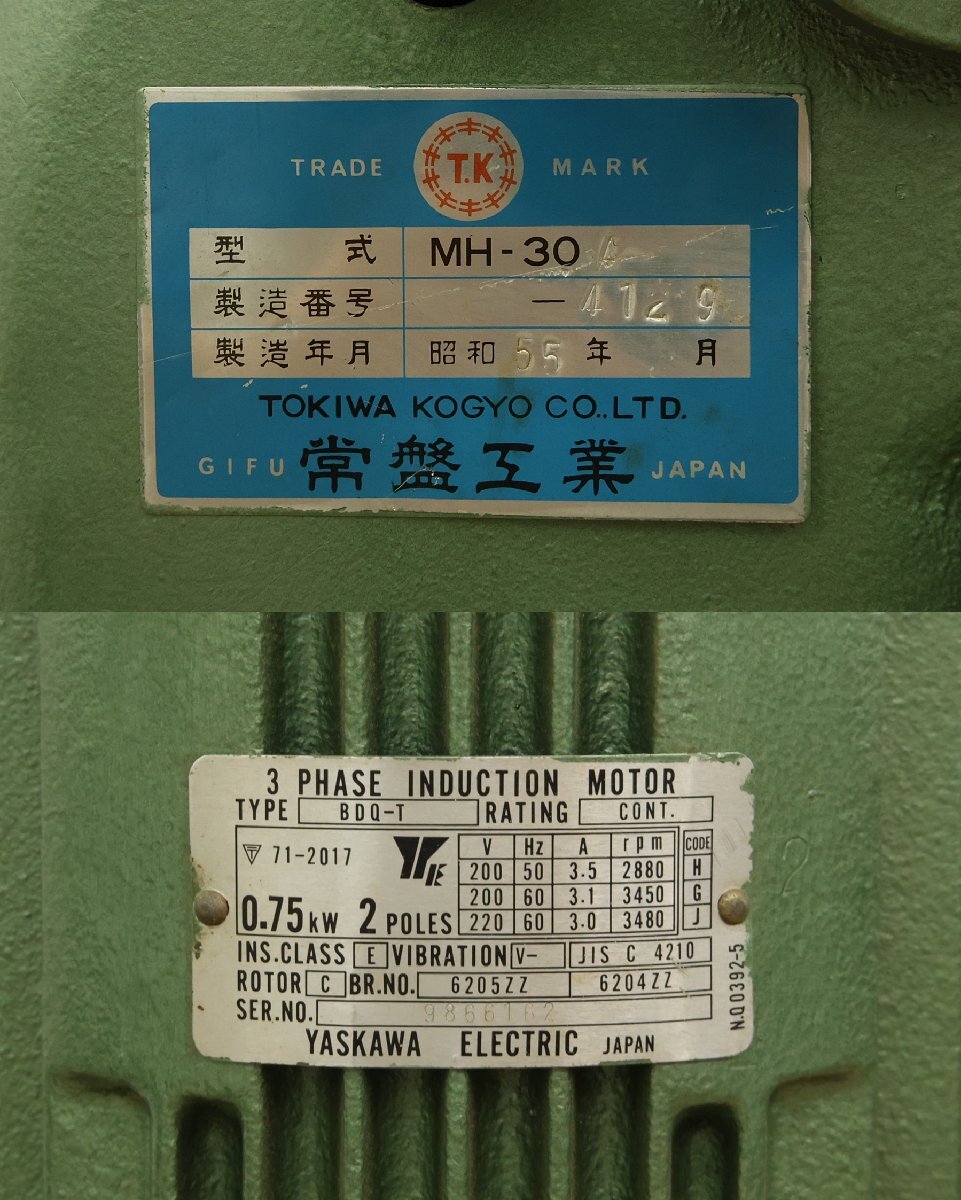 TRADE T.K MARK
型式 MH-30
製造番号 -4129
製造年月 昭和55年 月
TOKIWA KOGYO CO.,LTD.
GIFU 常盤工業 JAPAN
3 PHASE INDUCTION MOTOR
TYPE BDQ-T RATING CONT.
71-2017
V Hz A rpm CODE
200 50 3.5 2880 H
200 60 3.1 3450 G
220 60 3.0 3480 J
0.75kW 2 POLES
INS.CLASS E VIBRATION V- JIS C 4210
ROTOR C BR.NO. 6205ZZ 6204ZZ
SER.NO. 9866162
YASKAWA ELECTRIC JAPAN
N.Q0392-5
2